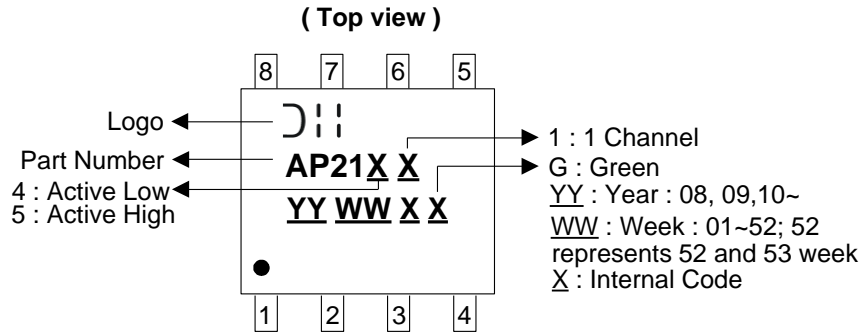 ( Top view )
8 7 6 5
Logo
Part Number
4 : Active Low
5 : Active High
AP21X X
YY WW X X
1 : 1 Channel
G : Green
YY : Year : 08, 09,10~
WW : Week : 01~52; 52
represents 52 and 53 week
X : Internal Code
1 2 3 4